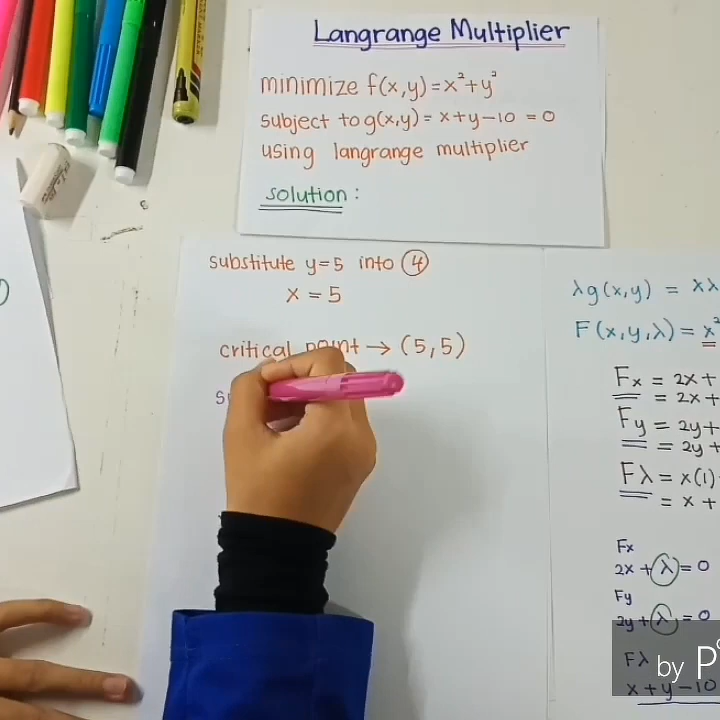 Langrange Multiplier
minimize f(x,y)=x²+y²
subject to g(x,y) = x+y-10 = 0
using langrange multiplier
solution :
substitute y=5 into ④
x = 5
critical point → (5,5)
λg(x,y) = xλ
F(x,y,λ) = x²
Fx = 2x +
= 2x +
Fy = 2y +
= 2y +
Fλ = x(1)
= x +
Fx
2x + λ = 0
Fy
2y + λ = 0
Fλ
x + y - 10
by P